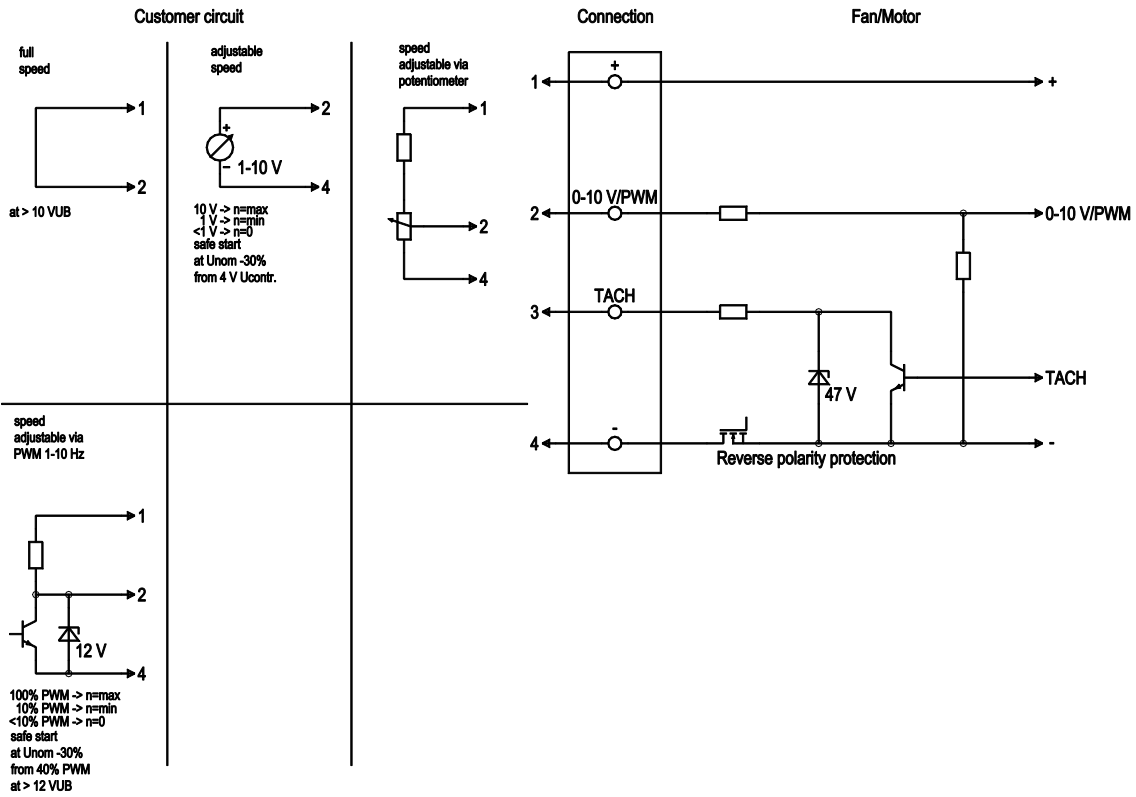 Customer circuit
full
speed
1
2
at > 10 VUB
adjustable
speed
2
+
- 1-10 V
4
10 V -> n=max
1 V -> n=min
<1 V -> n=0
safe start
at Unom -30%
from 4 V Ucontr.
speed
adjustable via
potentiometer
1
2
4
speed
adjustable via
PWM 1-10 Hz
1
2
12 V
4
100% PWM -> n=max
10% PWM -> n=min
<10% PWM -> n=0
safe start
at Unom -30%
from 40% PWM
at > 12 VUB
Connection
Fan/Motor
+
1
+
0-10 V/PWM
2
0-10 V/PWM
TACH
3
TACH
47 V
-
4
-
Reverse polarity protection